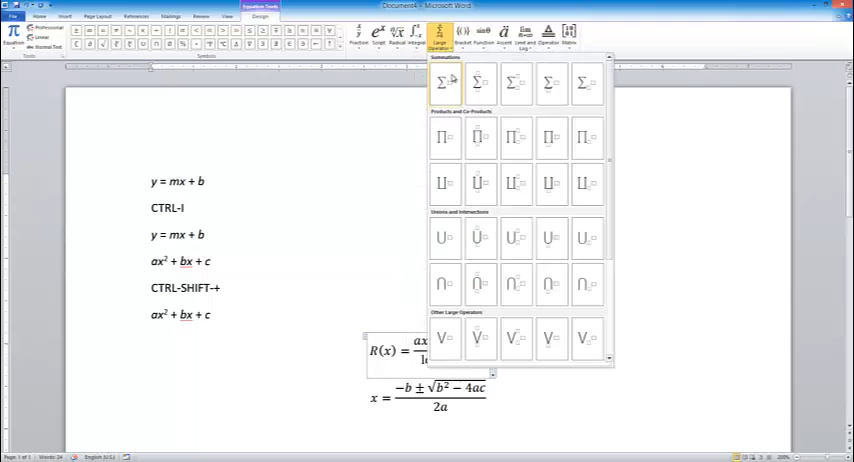 Document4 - Microsoft Word
Equation Tools
File Home Insert Page Layout References Mailings Review View Design
π Equation
Professional
Linear
Normal Text
Tools
± ∞ = ≠ ~ × ÷ ! ∝ < ≪ > ≫ ≤ ≥
Symbols
Fraction Script Radical Integral Large Operator Bracket Function Accent Limit and Log Operator Matrix
Summations
Products and Co-Products
Unions and Intersections
Other Large Operators
y = mx + b
CTRL-I
y = mx + b
ax² + bx + c
CTRL-SHIFT-+
ax² + bx + c
R(x) = ax
x = (-b ± √(b² − 4ac)) / 2a
Page: 1 of 1 Words: 24 English (U.S.) 200%